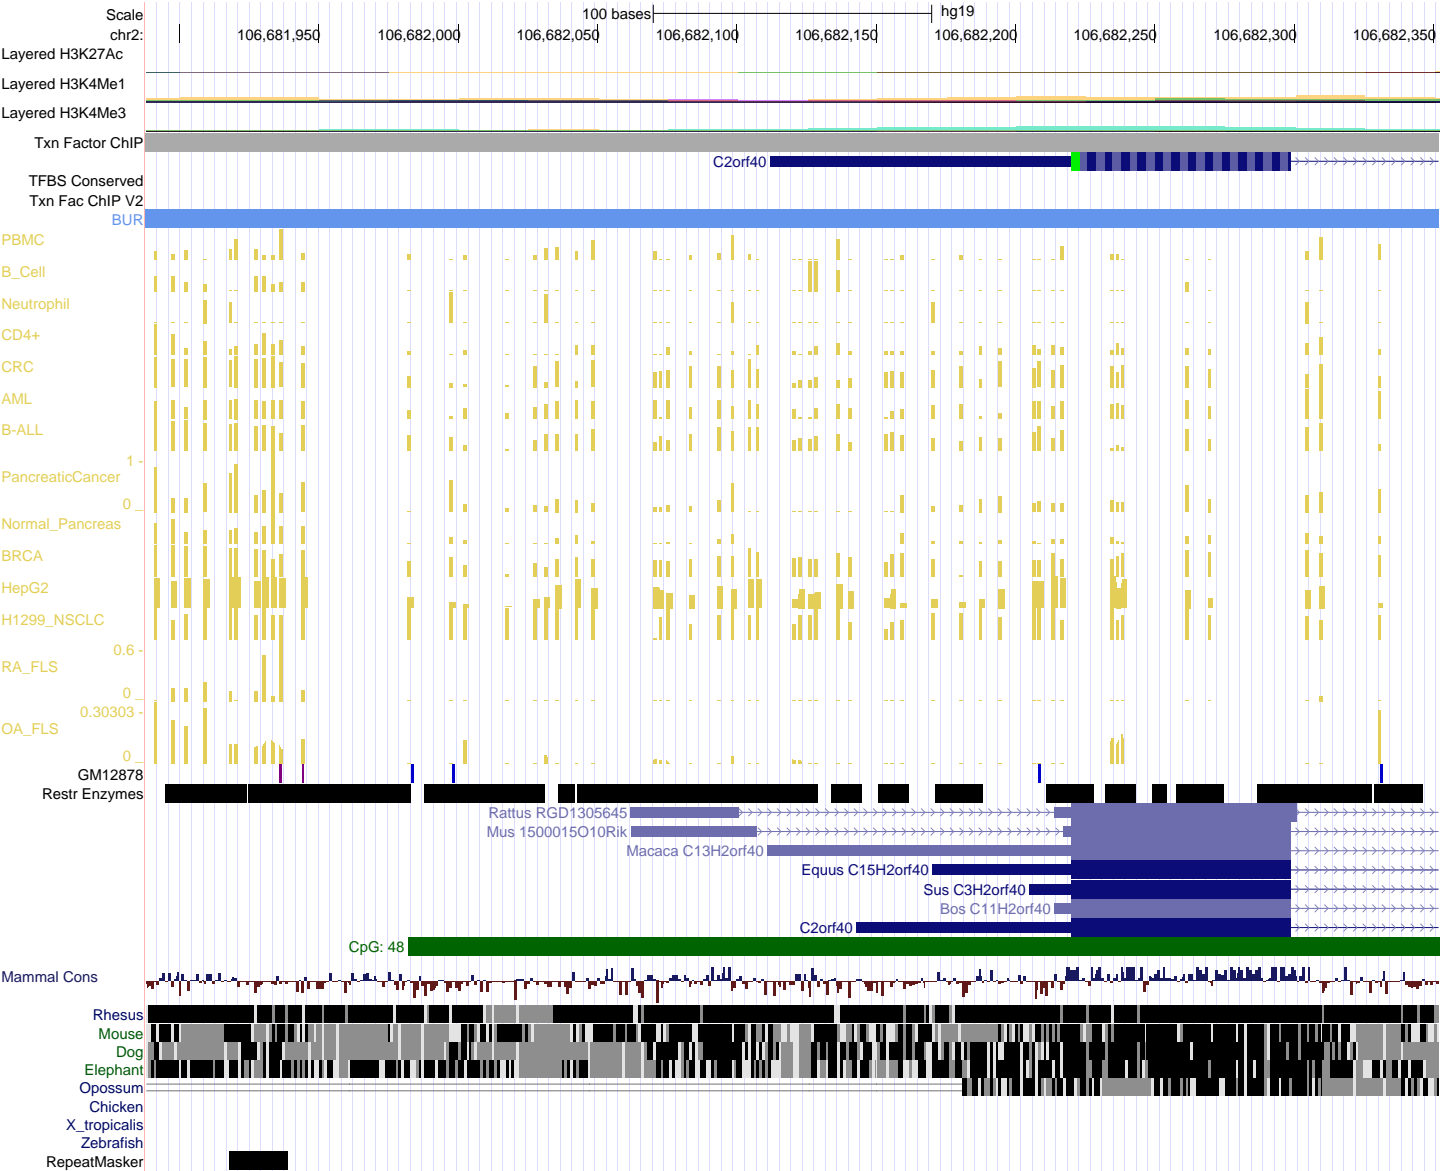 Scale 100 bases hg19
chr2: 106,681,950 106,682,000 106,682,050 106,682,100 106,682,150 106,682,200 106,682,250 106,682,300 106,682,350
Layered H3K27Ac
Layered H3K4Me1
Layered H3K4Me3
Txn Factor ChIP
C2orf40
TFBS Conserved
Txn Fac ChIP V2
BUR
PBMC
B_Cell
Neutrophil
CD4+
CRC
AML
B-ALL
1 -
PancreaticCancer
0 _
Normal_Pancreas
BRCA
HepG2
H1299_NSCLC
0.6 -
RA_FLS
0 _
0.30303 -
OA_FLS
0 _
GM12878
Restr Enzymes
Rattus RGD1305645
Mus 1500015O10Rik
Macaca C13H2orf40
Equus C15H2orf40
Sus C3H2orf40
Bos C11H2orf40
C2orf40
CpG: 48
Mammal Cons
Rhesus
Mouse
Dog
Elephant
Opossum
Chicken
X_tropicalis
Zebrafish
RepeatMasker